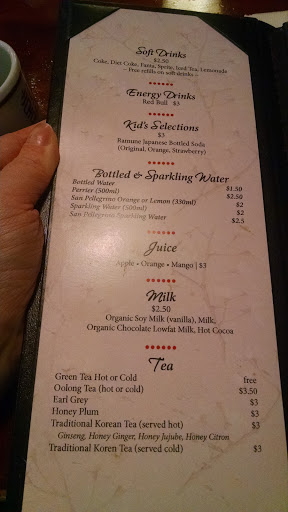 Soft Drinks
$2.50
Coke, Diet Coke, Fanta, Sprite, Iced Tea, Lemonade
~ Free refills on soft drinks ~
Energy Drinks
Red Bull $3
Kid's Selections
$3
Ramune Japanese Bottled Soda
(Original, Orange, Strawberry)
Bottled & Sparkling Water
Bottled Water $1.50
Perrier (500ml) $2.50
San Pellegrino Orange or Lemon (330ml) $2
Sparkling Water (500ml) $2
San Pellegrino Sparkling Water $2.5
Juice
Apple • Orange • Mango | $3
Milk
$2.50
Organic Soy Milk (vanilla), Milk,
Organic Chocolate Lowfat Milk, Hot Cocoa
Tea
Green Tea Hot or Cold free
Oolong Tea (hot or cold) $3.50
Earl Grey $3
Honey Plum $3
Traditional Korean Tea (served hot) $3
Ginseng, Honey Ginger, Honey Jujube, Honey Citron
Traditional Koren Tea (served cold) $3